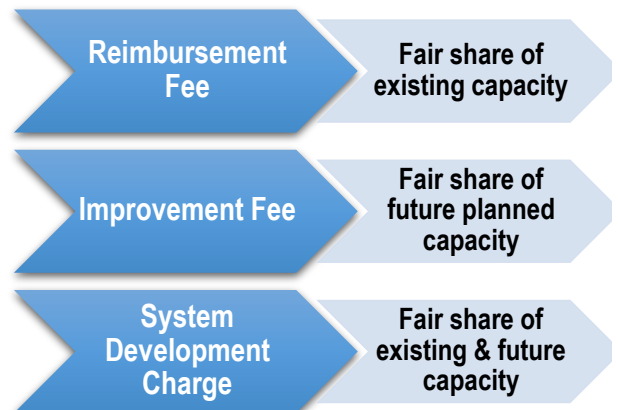 Reimbursement
Fee
Fair share of
existing capacity
Improvement Fee
Fair share of
future planned
capacity
System
Development
Charge
Fair share of
existing & future
capacity